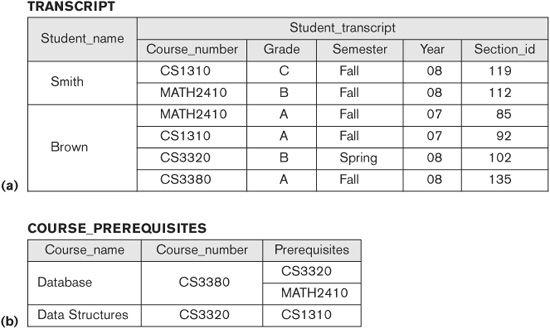 TRANSCRIPT
Student_name Student_transcript
Course_number Grade Semester Year Section_id
Smith CS1310 C Fall 08 119
MATH2410 B Fall 08 112
Brown MATH2410 A Fall 07 85
CS1310 A Fall 07 92
CS3320 B Spring 08 102
(a) CS3380 A Fall 08 135
COURSE_PREREQUISITES
Course_name Course_number Prerequisites
Database CS3380 CS3320
MATH2410
(b) Data Structures CS3320 CS1310